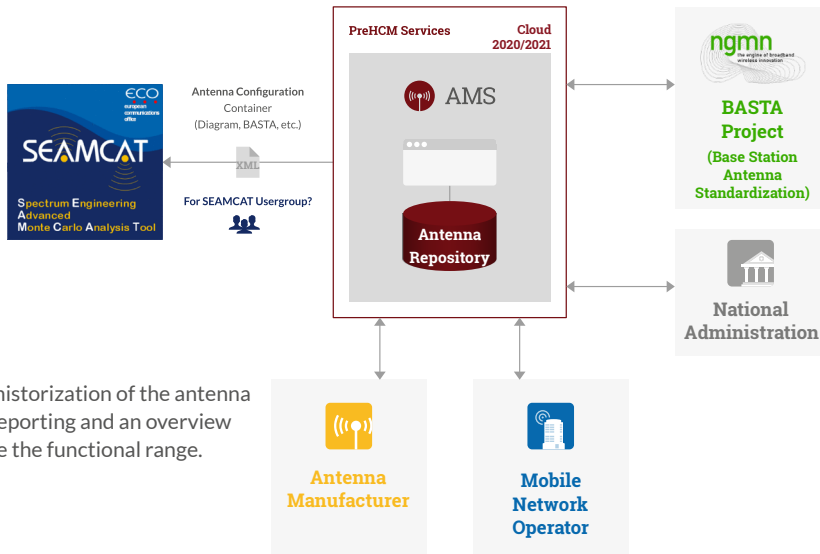 PreHCM Services
Cloud
2020/2021
AMS
Antenna
Repository
ECO
european
communications
office
SEAMCAT
Spectrum Engineering
Advanced
Monte Carlo Analysis Tool
Antenna Configuration
Container
(Diagram, BASTA, etc.)
XML
For SEAMCAT Usergroup?
ngmn
the engine of broadband
wireless innovation
BASTA
Project
(Base Station
Antenna
Standardization)
National
Administration
historization of the antenna
reporting and an overview
e the functional range.
Antenna
Manufacturer
Mobile
Network
Operator